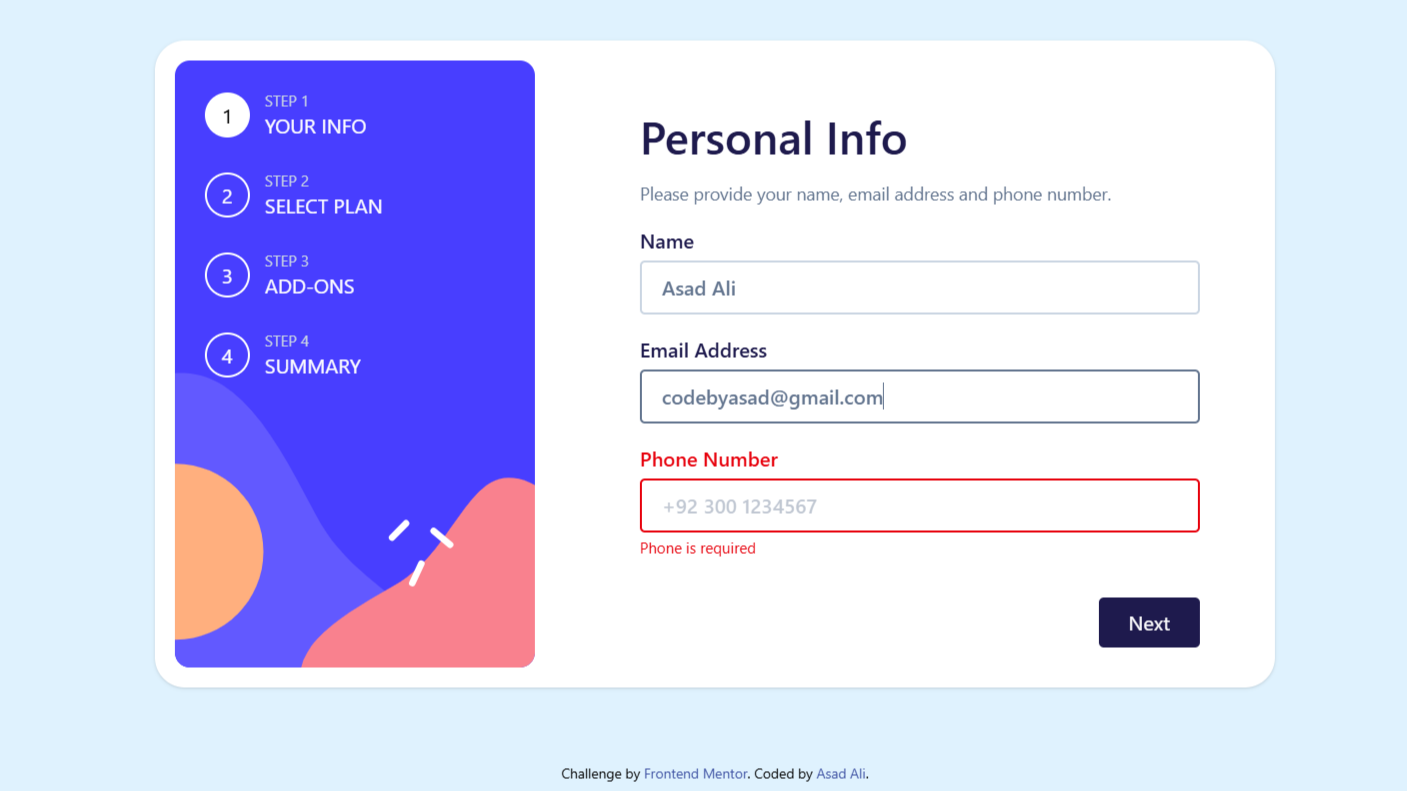 1
STEP 1
YOUR INFO
2
STEP 2
SELECT PLAN
3
STEP 3
ADD-ONS
4
STEP 4
SUMMARY
Personal Info
Please provide your name, email address and phone number.
Name
Asad Ali
Email Address
codebyasad@gmail.com
Phone Number
+92 300 1234567
Phone is required
Next
Challenge by Frontend Mentor. Coded by Asad Ali.